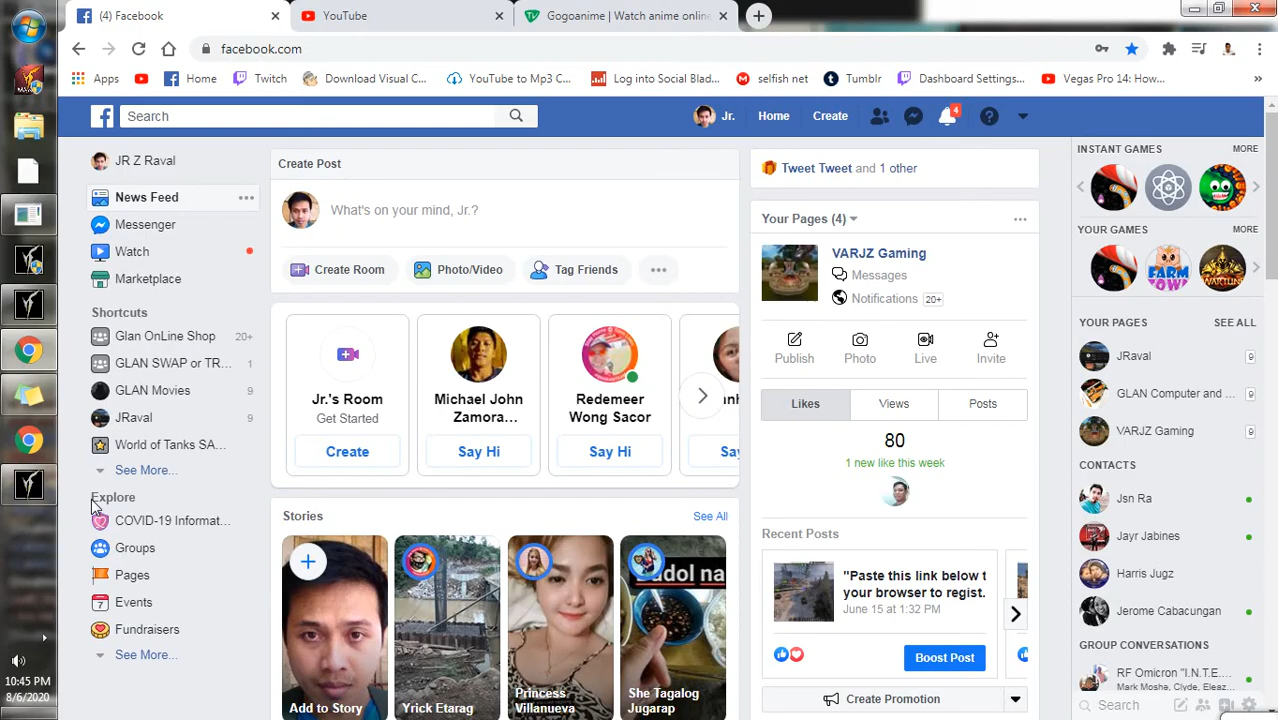 (4) Facebook
YouTube
Gogoanime | Watch anime online
facebook.com
Apps
Home
Twitch
Download Visual C...
YouTube to Mp3 C...
Log into Social Blad...
selfish net
Tumblr
Dashboard Settings...
Vegas Pro 14: How...
»
Search
Jr.
Home
Create
4
JR Z Raval
News Feed
Messenger
Watch
Marketplace
Shortcuts
Glan OnLine Shop 20+
GLAN SWAP or TR... 1
GLAN Movies 9
JRaval 9
World of Tanks SA...
See More...
Explore
COVID-19 Informat...
Groups
Pages
Events
Fundraisers
See More...
Create Post
What's on your mind, Jr.?
Create Room
Photo/Video
Tag Friends
Jr.'s Room
Get Started
Create
Michael John
Zamora...
Say Hi
Redemeer
Wong Sacor
Say Hi
Stories
See All
Add to Story
Yrick Etarag
Princess
Villanueva
She Tagalog
Jugarap
Tweet Tweet and 1 other
Your Pages (4)
VARJZ Gaming
Messages
Notifications 20+
Publish
Photo
Live
Invite
Likes
Views
Posts
80
1 new like this week
Recent Posts
"Paste this link below t
your browser to regist.
June 15 at 1:32 PM
Boost Post
Create Promotion
INSTANT GAMES
MORE
YOUR GAMES
MORE
YOUR PAGES
SEE ALL
JRaval 9
GLAN Computer and ... 9
VARJZ Gaming 9
CONTACTS
Jsn Ra
Jayr Jabines
Harris Jugz
Jerome Cabacungan
GROUP CONVERSATIONS
RF Omicron "I.N.T.E...
Mark Mosha, Clyde, Eleaz...
Search
10:45 PM
8/6/2020